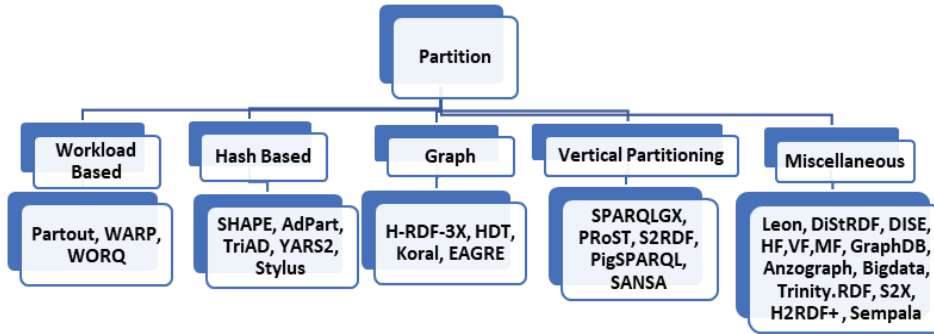 Partition
Workload
Based
Hash Based
Graph
Vertical Partitioning
Miscellaneous
Partout, WARP,
WORQ
SHAPE, AdPart,
TriAD, YARS2,
Stylus
H-RDF-3X, HDT,
Koral, EAGRE
SPARQLGX,
PRoST, S2RDF,
PigSPARQL,
SANSA
Leon, DiStRDF, DISE,
HF,VF,MF, GraphDB,
Anzograph, Bigdata,
Trinity.RDF, S2X,
H2RDF+ , Sempala